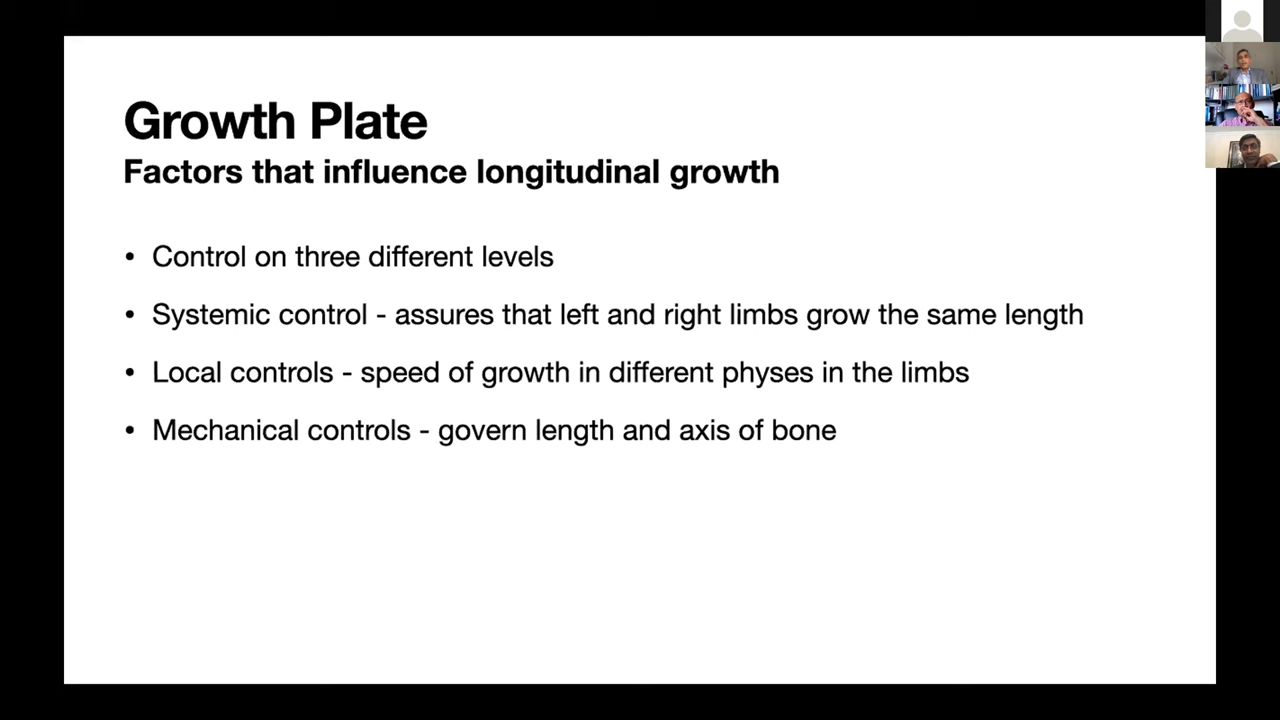 Growth Plate
Factors that influence longitudinal growth
• Control on three different levels
• Systemic control - assures that left and right limbs grow the same length
• Local controls - speed of growth in different physes in the limbs
• Mechanical controls - govern length and axis of bone